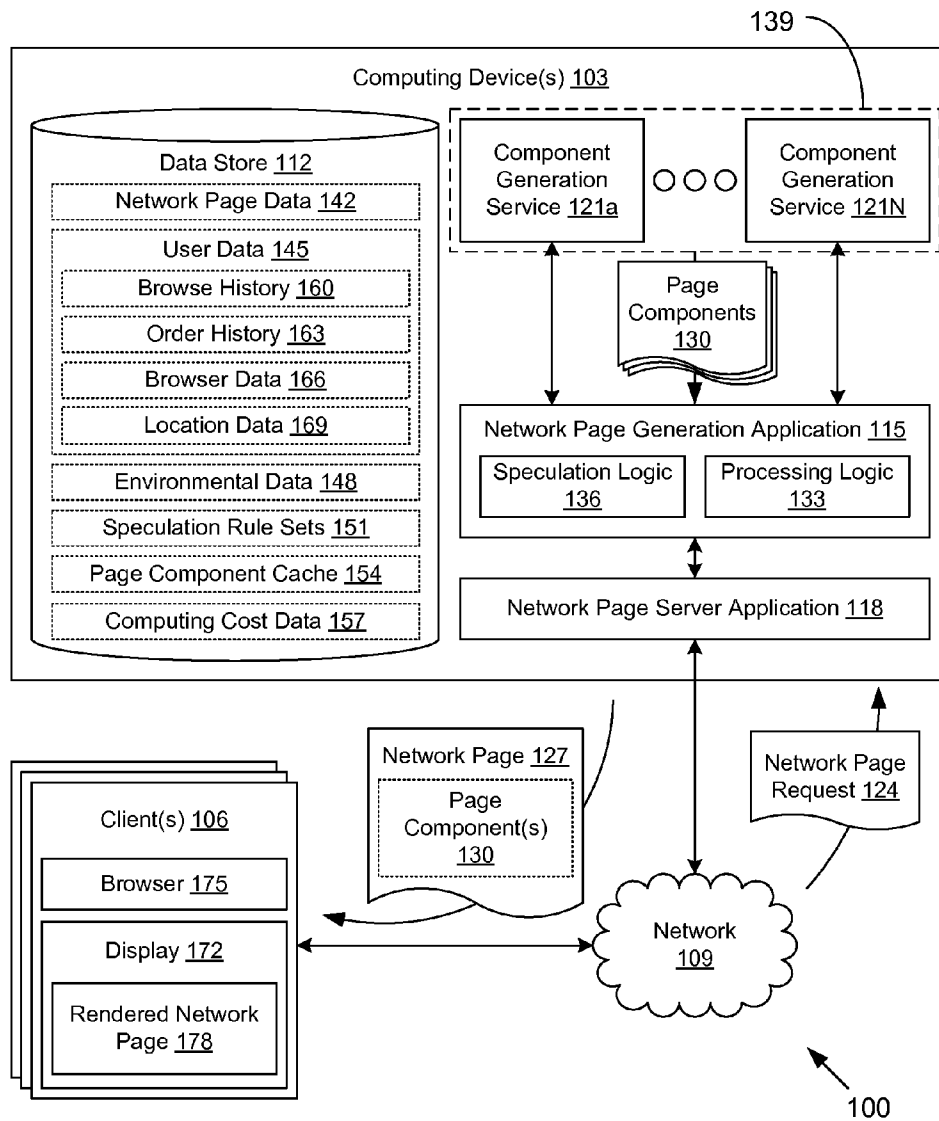 139
Computing Device(s) 103
Data Store 112
Network Page Data 142
User Data 145
Browse History 160
Order History 163
Browser Data 166
Location Data 169
Environmental Data 148
Speculation Rule Sets 151
Page Component Cache 154
Computing Cost Data 157
Component
Generation
Service 121a
Component
Generation
Service 121N
Page
Components
130
Network Page Generation Application 115
Speculation Logic
136
Processing Logic
133
Network Page Server Application 118
Network Page 127
Page
Component(s)
130
Network Page
Request 124
Client(s) 106
Browser 175
Display 172
Rendered Network
Page 178
Network
109
100